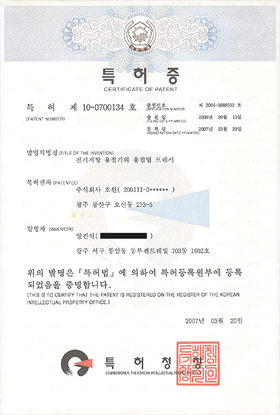 특허증
CERTIFICATE OF PATENT
특 허 제 10-0700134 호
(PATENT NUMBER)
출원번호 제 2006-0088232 호
(APPLICATION NUMBER)
출 원 일 2006년 09월 13일
(FILING DATE:YY/MM/DD)
등 록 일 2007년 03월 20일
(REGISTRATION DATE:YY/MM/DD)
발명의명칭 (TITLE OF THE INVENTION)
전기저항 용접기의 용접팁 드레서
특허권자 (PATENTEE)
주식회사 호원( 200111-0****** )
광주 광산구 오선동 273-5
발명자 (INVENTOR)
양진석(
광주 서구 풍암동 동부센트레빌 103동 1602호
위의 발명은 「특허법」에 의하여 특허등록원부에 등록
되었음을 증명합니다.
(THIS IS TO CERTIFY THAT THE PATENT IS REGISTERED ON THE REGISTER OF THE KOREAN
INTELLECTUAL PROPERTY OFFICE.)
2007년 03월 20일
특허청장
COMMISSIONER, THE KOREAN INTELLECTUAL PROPERTY OFFICE